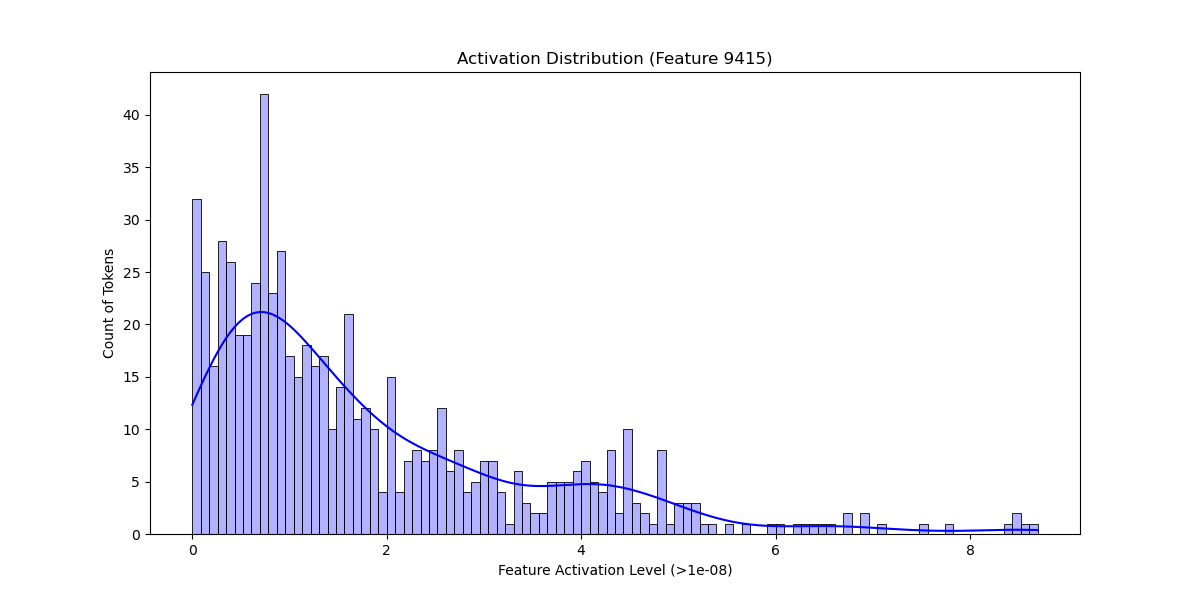 Activation Distribution (Feature 9415)
Count of Tokens
40
35
30
25
20
15
10
5
0
0 2 4 6 8
Feature Activation Level (>1e-08)